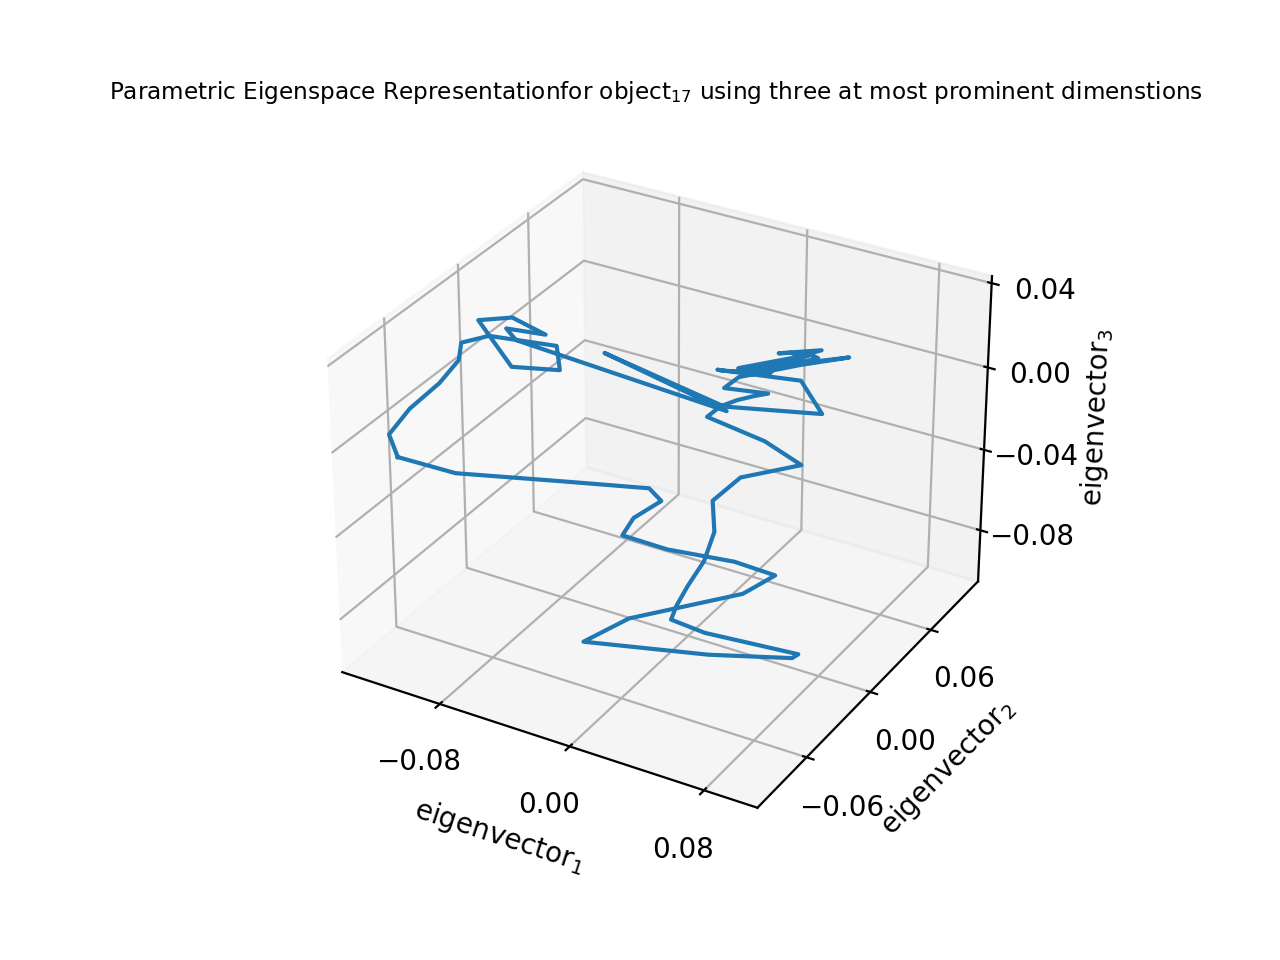 Parametric Eigenspace Representationfor object₁₇ using three at most prominent dimenstions
0.04
0.00
−0.04
−0.08
eigenvector₃
0.06
0.00
−0.06
eigenvector₂
−0.08
0.00
0.08
eigenvector₁